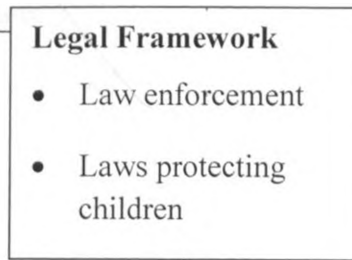 Legal Framework
• Law enforcement
• Laws protecting
children